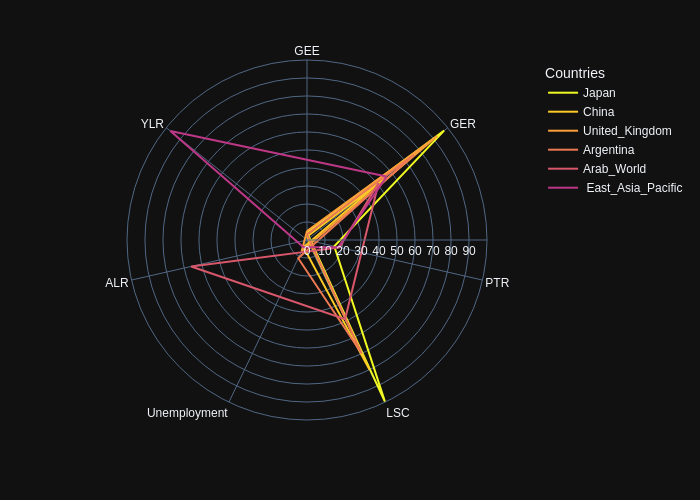 GEE
GER
YLR
PTR
ALR
LSC
Unemployment
0 10 20 30 40 50 60 70 80 90
Countries
Japan
China
United_Kingdom
Argentina
Arab_World
East_Asia_Pacific